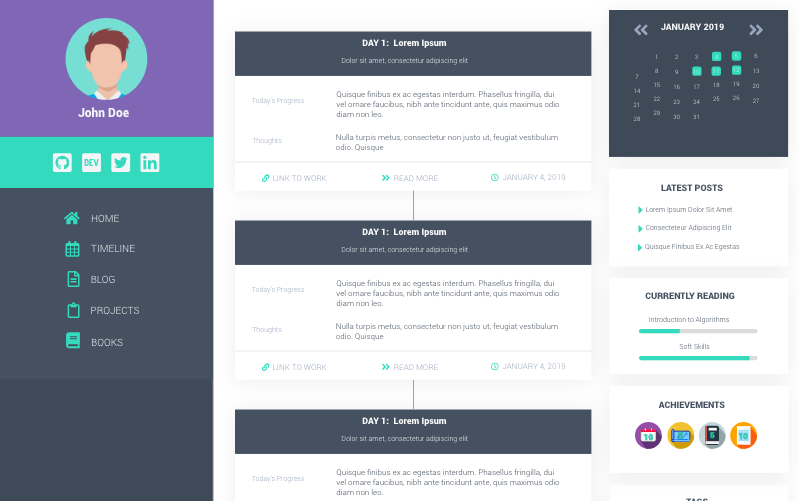 John Doe
DEV
HOME
TIMELINE
BLOG
PROJECTS
BOOKS
DAY 1: Lorem Ipsum
Dolor sit amet, consectetur adipiscing elit
Today's Progress
Quisque finibus ex ac egestas interdum. Phasellus fringilla, dui
vel ornare faucibus, nibh ante tincidunt ante, quis maximus odio
diam non leo.
Thoughts
Nulla turpis metus, consectetur non justo ut, feugiat vestibulum
odio. Quisque
LINK TO WORK READ MORE JANUARY 4, 2019
DAY 1: Lorem Ipsum
Dolor sit amet, consectetur adipiscing elit
Today's Progress
Quisque finibus ex ac egestas interdum. Phasellus fringilla, dui
vel ornare faucibus, nibh ante tincidunt ante, quis maximus odio
diam non leo.
Thoughts
Nulla turpis metus, consectetur non justo ut, feugiat vestibulum
odio. Quisque
LINK TO WORK READ MORE JANUARY 4, 2019
DAY 1: Lorem Ipsum
Dolor sit amet, consectetur adipiscing elit
Today's Progress
Quisque finibus ex ac egestas interdum. Phasellus fringilla, dui
vel ornare faucibus, nibh ante tincidunt ante, quis maximus odio
diam non leo.
JANUARY 2019
1 2 3 4 5 6
7 8 9 10 11 12 13
14 15 16 17 18 19 20
21 22 23 24 25 26 27
28 29 30 31
LATEST POSTS
Lorem Ipsum Dolor Sit Amet
Consecteteur Adipiscing Elit
Quisque Finibus Ex Ac Egestas
CURRENTLY READING
Introduction to Algorithms
Soft Skills
ACHIEVEMENTS
10 5 10
TAGS